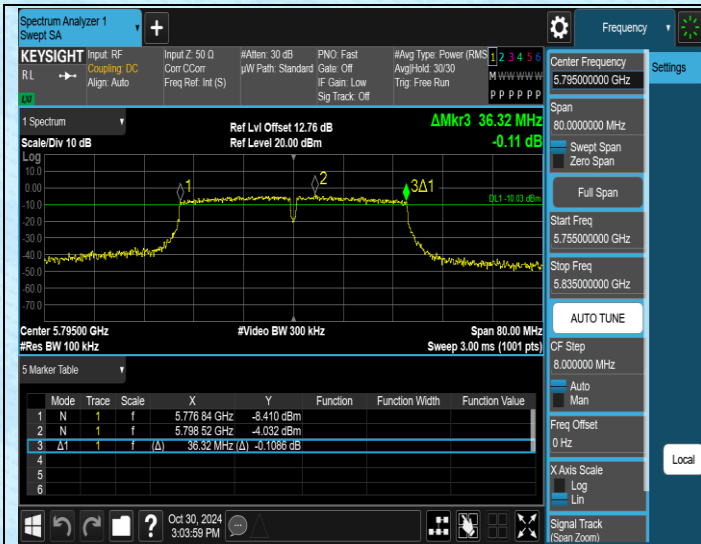 Spectrum Analyzer 1
Swept SA
Frequency
KEYSIGHT
RL
LXI
Input: RF
Coupling: DC
Align: Auto
Input Z: 50 Ω
Corr CCorr
Freq Ref: Int (S)
#Atten: 30 dB
µW Path: Standard
PNO: Fast
Gate: Off
IF Gain: Low
Sig Track: Off
#Avg Type: Power (RMS
Avg|Hold: 30/30
Trig: Free Run
1 2 3 4 5 6
M W W W W W
P P P P P P
1 Spectrum
Scale/Div 10 dB
Ref Lvl Offset 12.76 dB
Ref Level 20.00 dBm
ΔMkr3 36.32 MHz
-0.11 dB
Log
10.0
0.00
-10.0
-20.0
-30.0
-40.0
-50.0
-60.0
-70.0
1
2
3Δ1
DL1 -10.03 dBm
Center 5.79500 GHz
#Res BW 100 kHz
#Video BW 300 kHz
Span 80.00 MHz
Sweep 3.00 ms (1001 pts)
5 Marker Table
Mode Trace Scale X Y Function Function Width Function Value
1 N 1 f 5.776 84 GHz -8.410 dBm
2 N 1 f 5.798 52 GHz -4.032 dBm
3 Δ1 1 f (Δ) 36.32 MHz (Δ) -0.1086 dB
4
5
6
?
Oct 30, 2024
3:03:59 PM
Center Frequency
5.795000000 GHz
Span
80.0000000 MHz
Swept Span
Zero Span
Full Span
Start Freq
5.755000000 GHz
Stop Freq
5.835000000 GHz
AUTO TUNE
CF Step
8.000000 MHz
Auto
Man
Freq Offset
0 Hz
X Axis Scale
Log
Lin
Signal Track
(Span Zoom)
Settings
Local